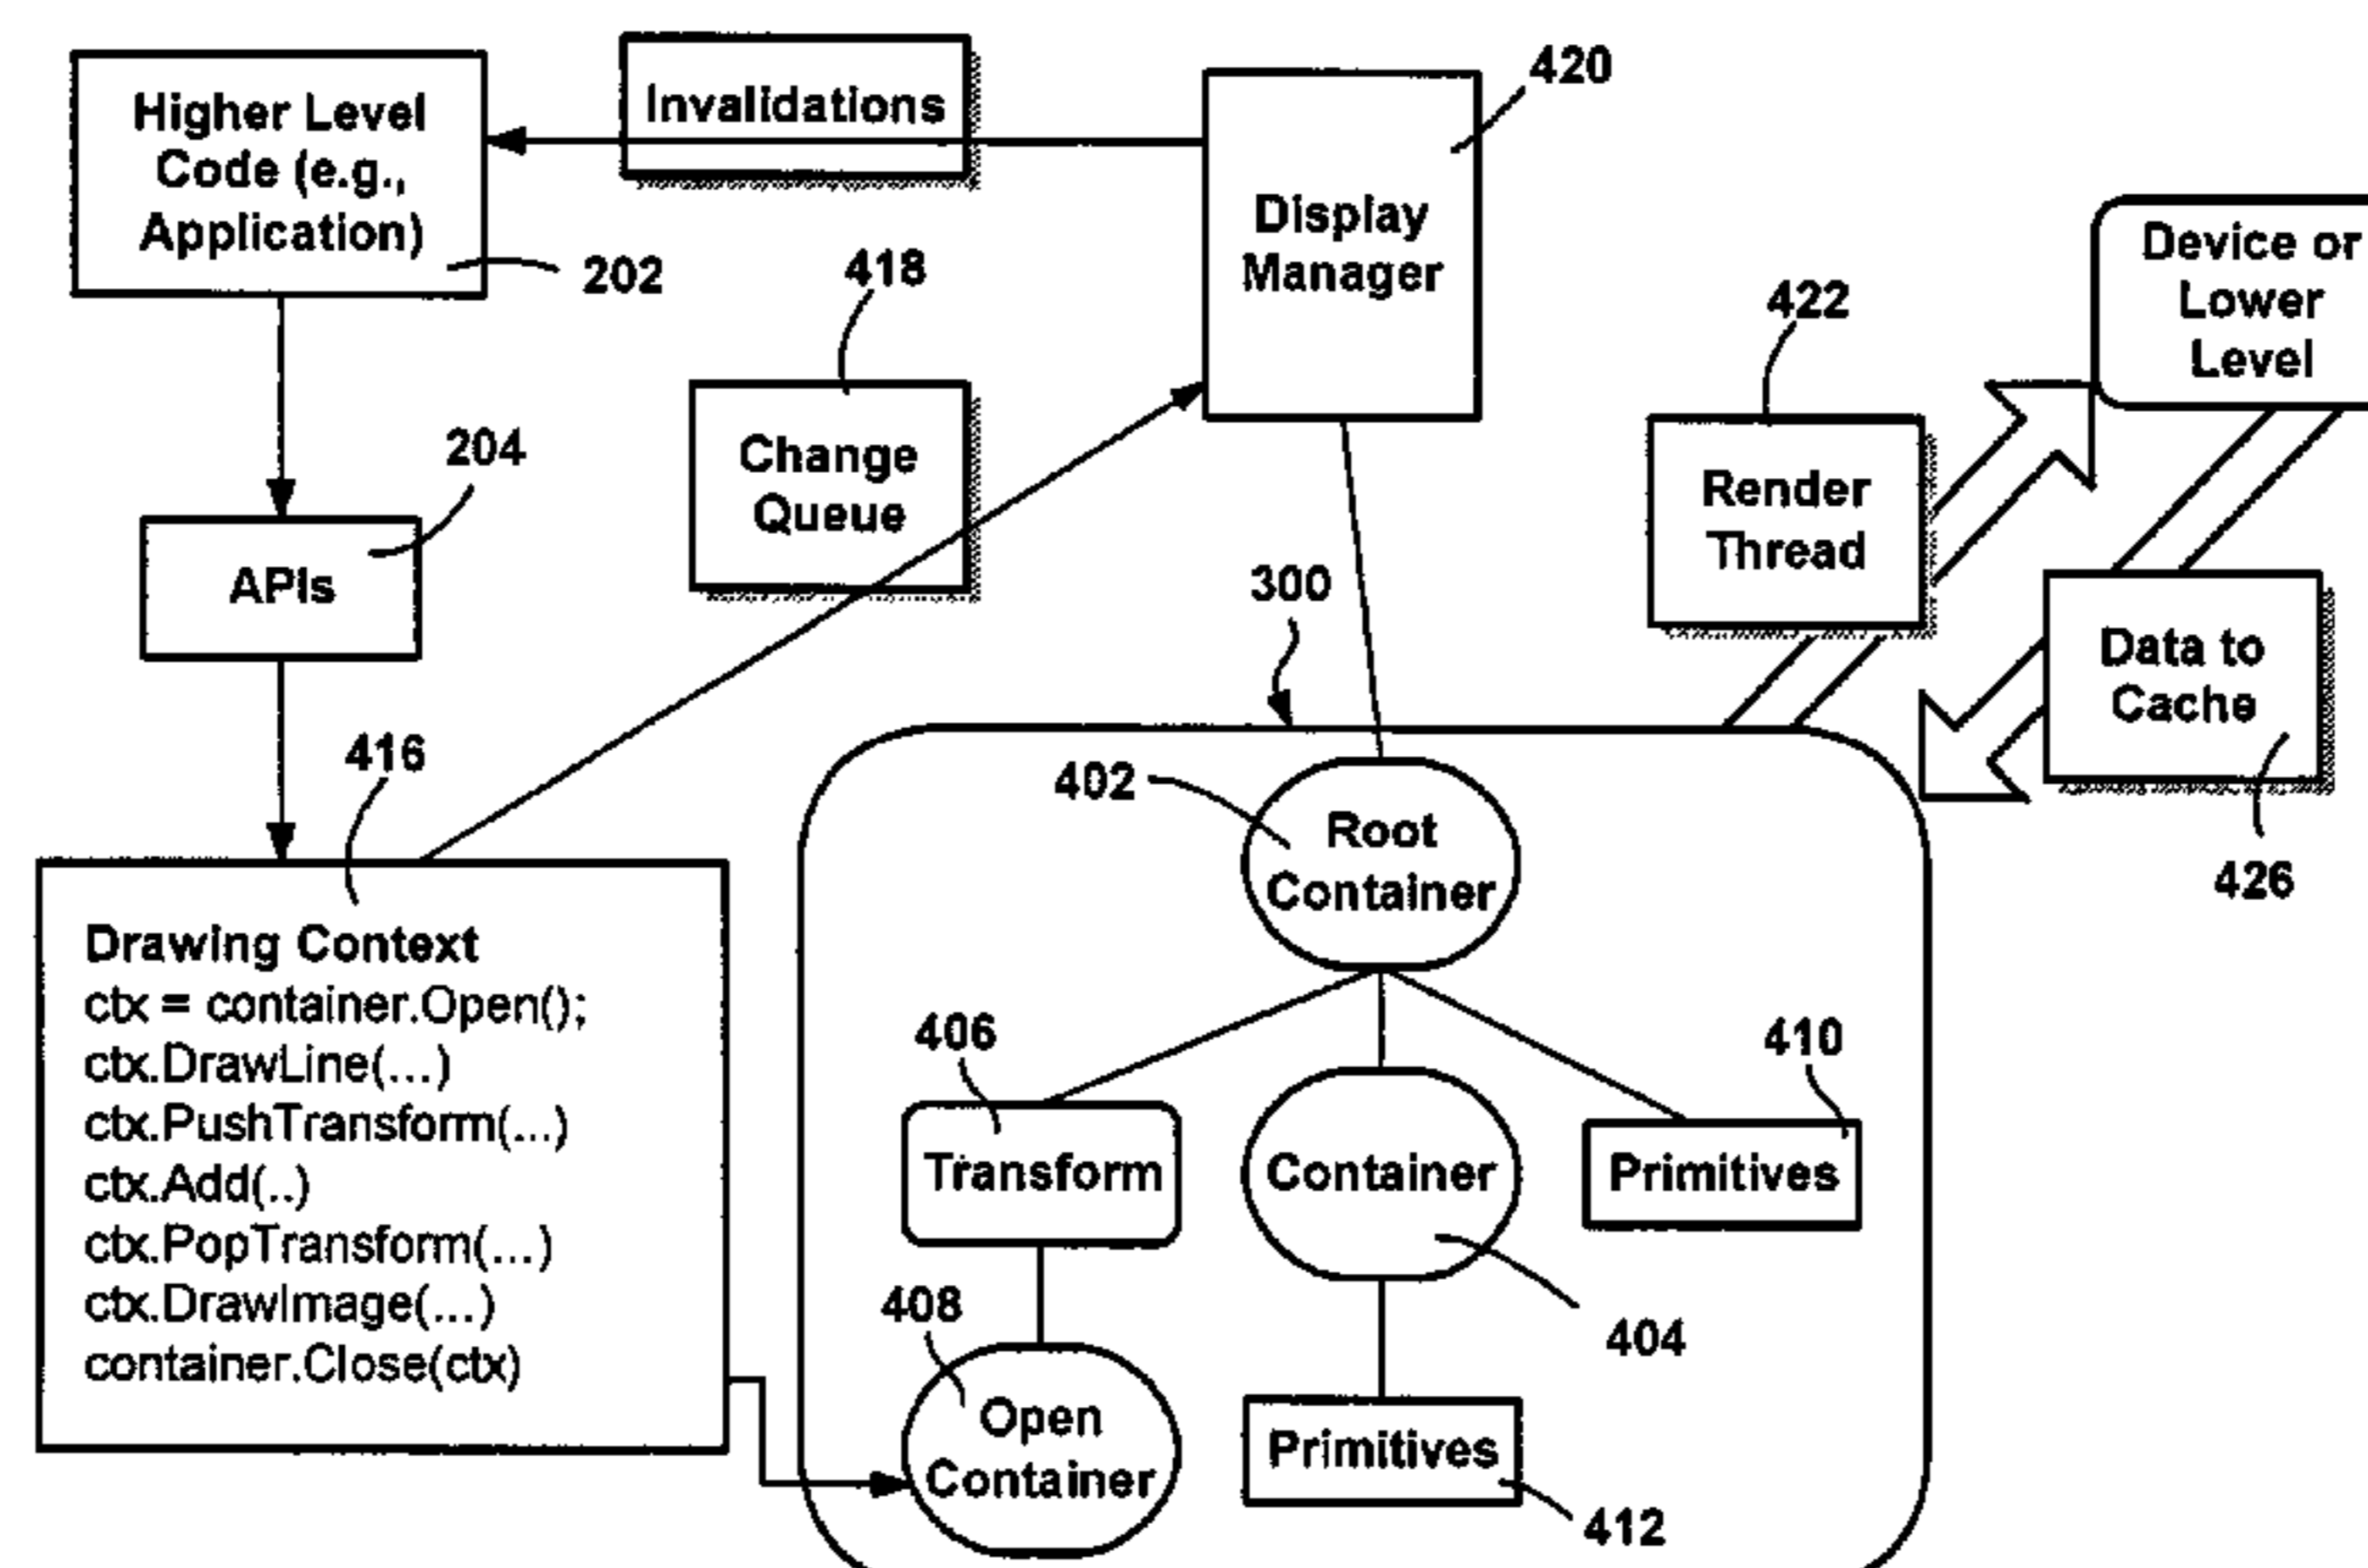 Higher Level
Code (e.g.,
Application)
202
Invalidations
420
Display
Manager
418
Change
Queue
422
Render
Thread
Device or
Lower
Level
204
APIs
300
Data to
Cache
426
416
Drawing Context
ctx = container.Open();
ctx.DrawLine(...)
ctx.PushTransform(...)
ctx.Add(..)
ctx.PopTransform(...)
ctx.DrawImage(...)
container.Close(ctx)
402
Root
Container
406
Transform
Container
404
410
Primitives
408
Open
Container
Primitives
412